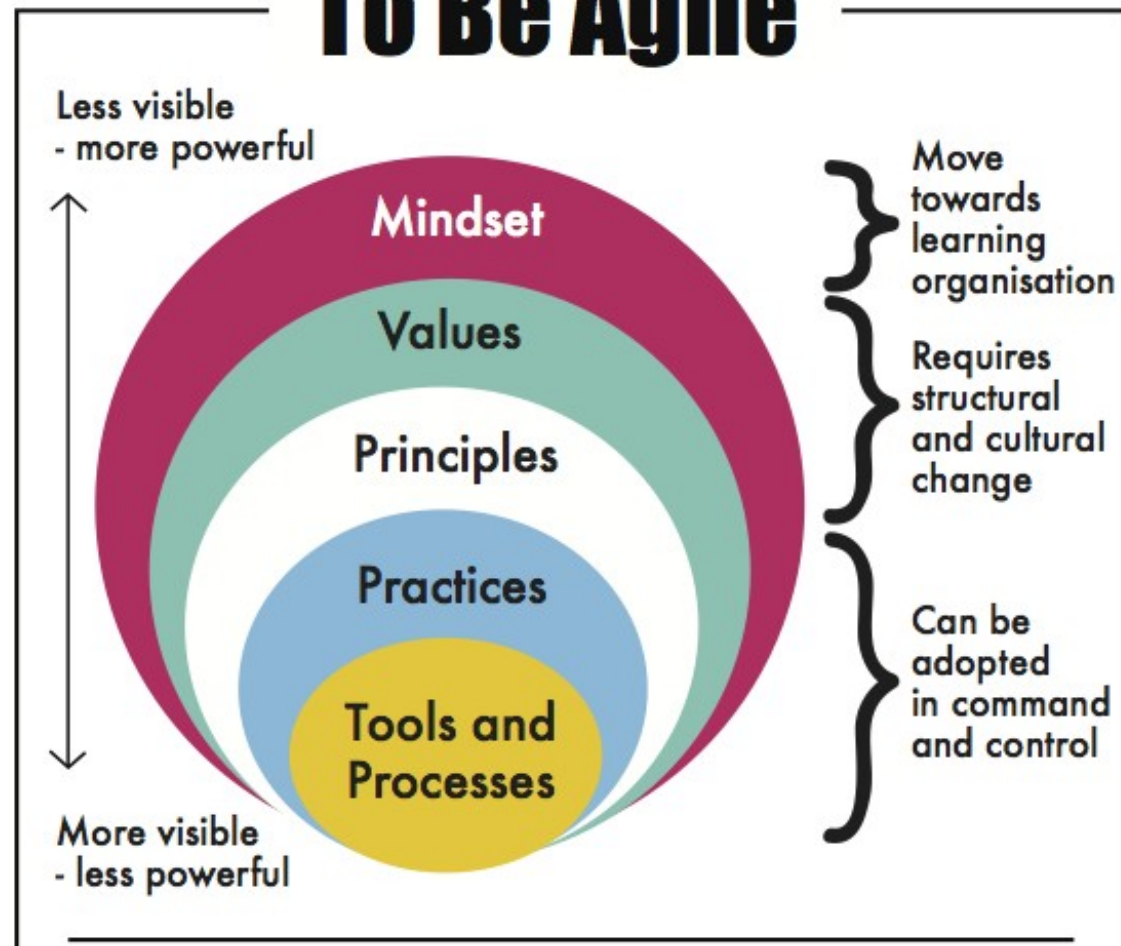 To Be Agile
Less visible
- more powerful
Mindset
Values
Principles
Practices
Tools and
Processes
More visible
- less powerful
Move
towards
learning
organisation
Requires
structural
and cultural
change
Can be
adopted
in command
and control